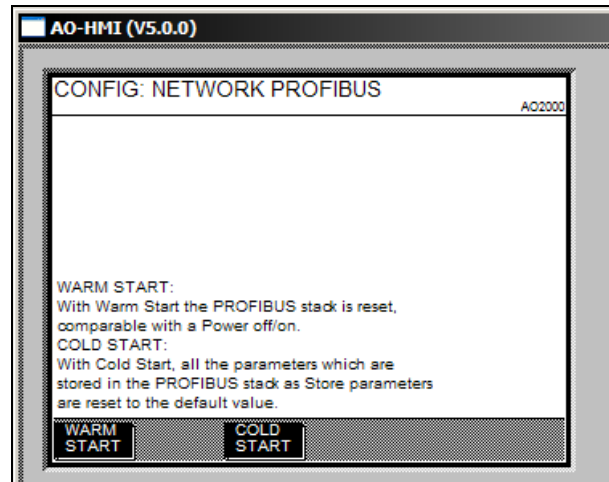 AO-HMI (V5.0.0)
CONFIG: NETWORK PROFIBUS
AO2000
WARM START:
With Warm Start the PROFIBUS stack is reset,
comparable with a Power off/on.
COLD START:
With Cold Start, all the parameters which are
stored in the PROFIBUS stack as Store parameters
are reset to the default value.
WARM
START
COLD
START